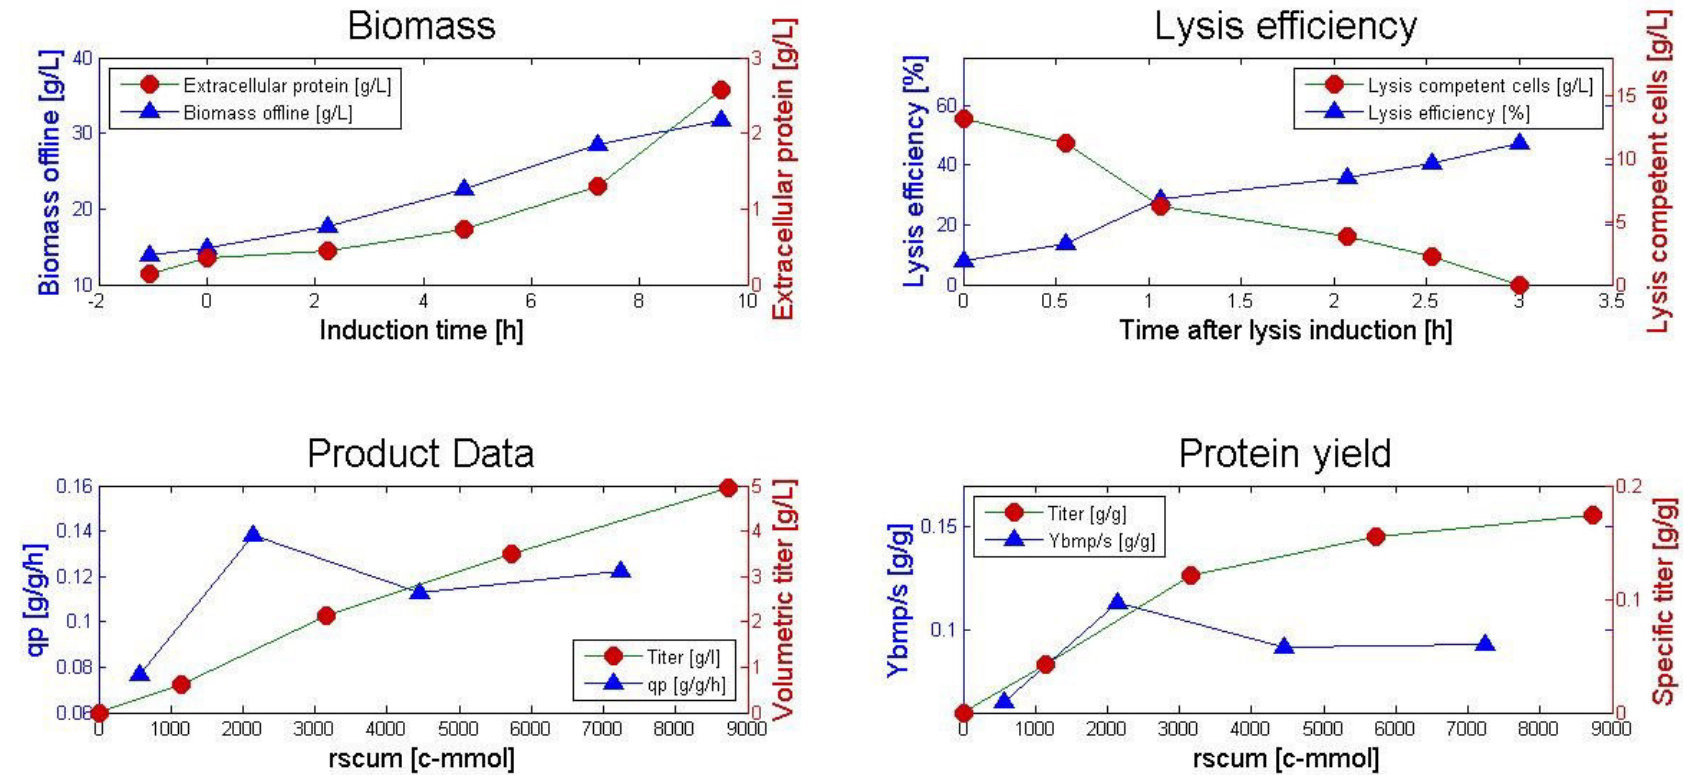 Biomass
Biomass offline [g/L]
40
30
20
10
Extracellular protein [g/L]
Biomass offline [g/L]
3
2
1
0
Extracellular protein [g/L]
-2 0 2 4 6 8 10
Induction time [h]
Lysis efficiency
Lysis efficiency [%]
60
40
20
0
Lysis competent cells [g/L]
Lysis efficiency [%]
15
10
5
0
Lysis competent cells [g/L]
0 0.5 1 1.5 2 2.5 3 3.5
Time after lysis induction [h]
Product Data
qp [g/g/h]
0.16
0.14
0.12
0.1
0.08
0.06
Titer [g/l]
qp [g/g/h]
5
4
3
2
1
0
Volumetric titer [g/L]
0 1000 2000 3000 4000 5000 6000 7000 8000 9000
rscum [c-mmol]
Protein yield
Ybmp/s [g/g]
0.15
0.1
Titer [g/g]
Ybmp/s [g/g]
0.2
0.1
0
Specific titer [g/g]
0 1000 2000 3000 4000 5000 6000 7000 8000 9000
rscum [c-mmol]